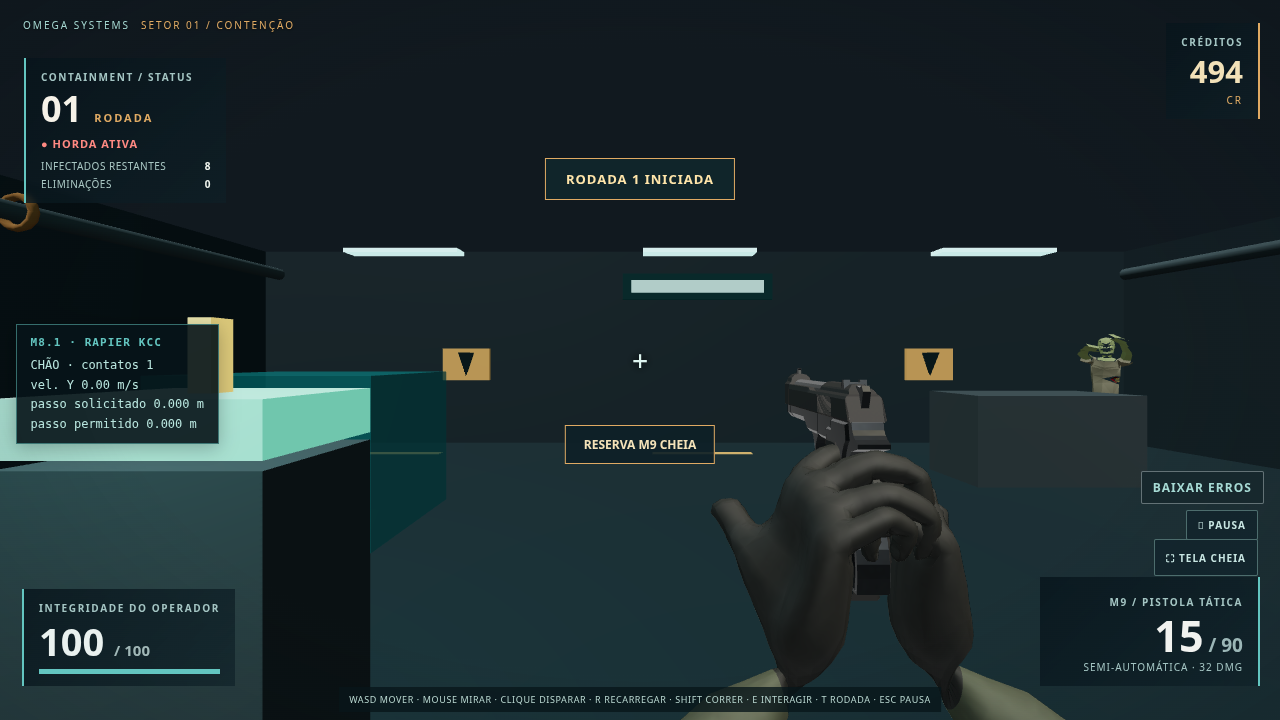 OMEGA SYSTEMS SETOR 01 / CONTENÇÃO
CONTAINMENT / STATUS
01 RODADA
● HORDA ATIVA
INFECTADOS RESTANTES 8
ELIMINAÇÕES 0
CRÉDITOS
494
CR
RODADA 1 INICIADA
M8.1 · RAPIER KCC
CHÃO · contatos 1
vel. Y 0.00 m/s
passo solicitado 0.000 m
passo permitido 0.000 m
RESERVA M9 CHEIA
BAIXAR ERROS
PAUSA
⛶ TELA CHEIA
INTEGRIDADE DO OPERADOR
100 / 100
M9 / PISTOLA TÁTICA
15 / 90
SEMI-AUTOMÁTICA · 32 DMG
WASD MOVER · MOUSE MIRAR · CLIQUE DISPARAR · R RECARREGAR · SHIFT CORRER · E INTERAGIR · T RODADA · ESC PAUSA